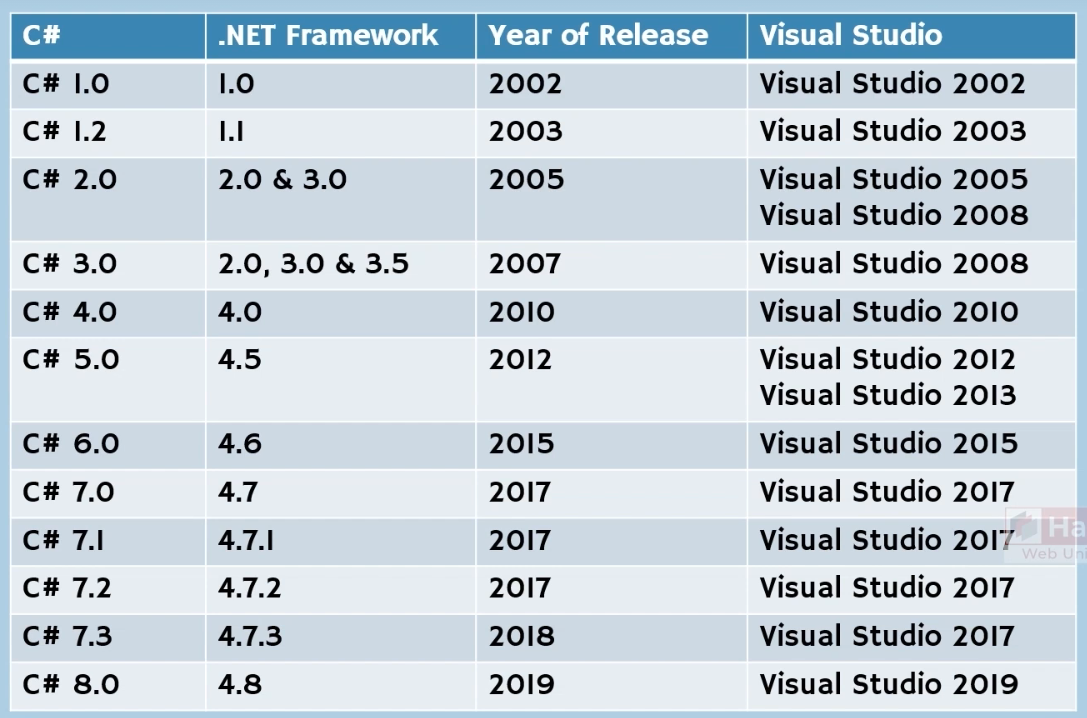 C# .NET Framework Year of Release Visual Studio
C# 1.0 1.0 2002 Visual Studio 2002
C# 1.2 1.1 2003 Visual Studio 2003
C# 2.0 2.0 & 3.0 2005 Visual Studio 2005
Visual Studio 2008
C# 3.0 2.0, 3.0 & 3.5 2007 Visual Studio 2008
C# 4.0 4.0 2010 Visual Studio 2010
C# 5.0 4.5 2012 Visual Studio 2012
Visual Studio 2013
C# 6.0 4.6 2015 Visual Studio 2015
C# 7.0 4.7 2017 Visual Studio 2017
C# 7.1 4.7.1 2017 Visual Studio 2017
Ha
Web Uni
C# 7.2 4.7.2 2017 Visual Studio 2017
C# 7.3 4.7.3 2018 Visual Studio 2017
C# 8.0 4.8 2019 Visual Studio 2019